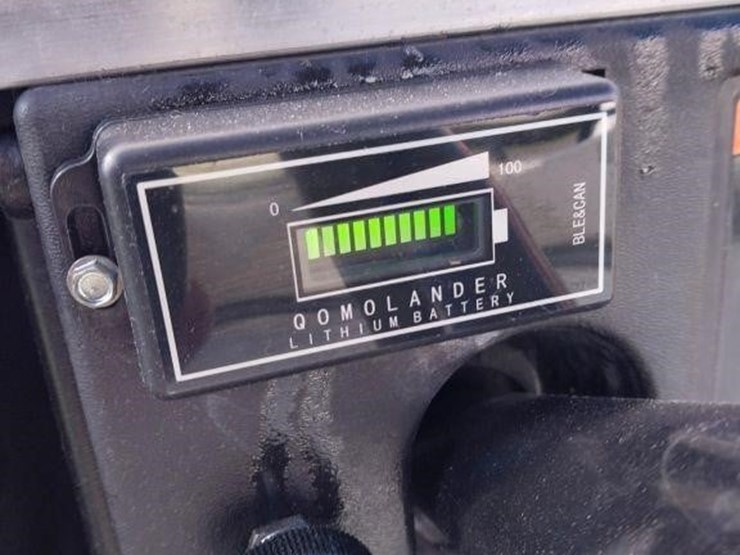 0
100
BLE&CAN
QOMOLANDER
LITHIUM BATTERY